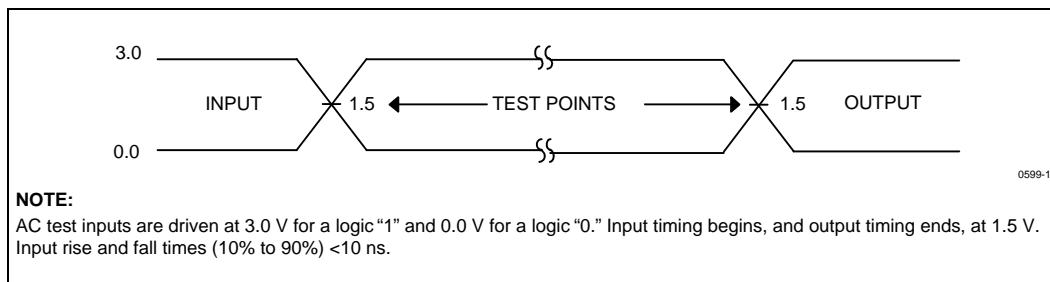 3.0
INPUT
1.5
TEST POINTS
1.5
OUTPUT
0.0
0599-1
NOTE:
AC test inputs are driven at 3.0 V for a logic “1” and 0.0 V for a logic “0.” Input timing begins, and output timing ends, at 1.5 V.
Input rise and fall times (10% to 90%) <10 ns.